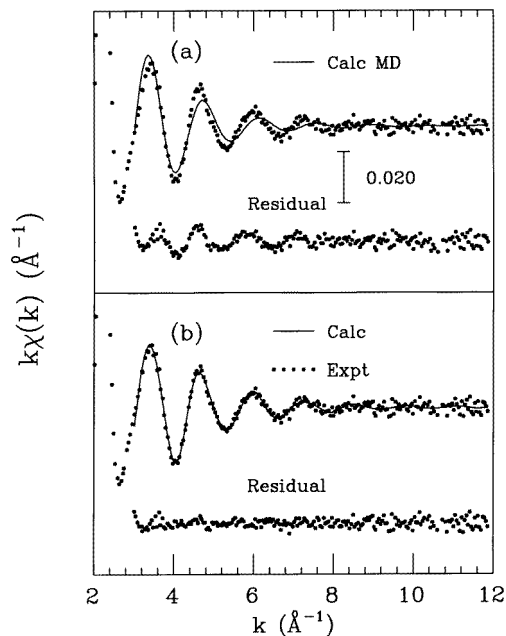 (a)
Calc MD
0.020
Residual
(b)
Calc
Expt
Residual
kχ(k) (Å⁻¹)
2 4 6 8 10 12
k (Å⁻¹)